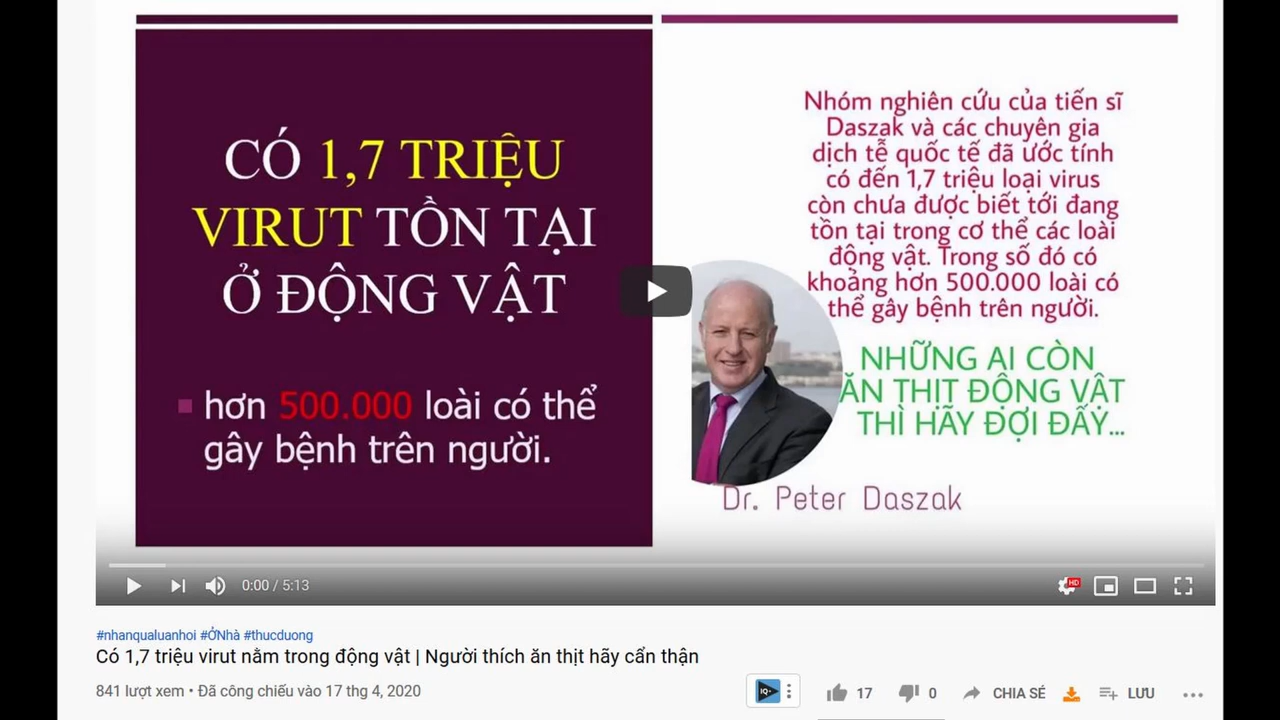 CÓ 1,7 TRIỆU
VIRUT TỒN TẠI
Ở ĐỘNG VẬT
hơn 500.000 loài có thể
gây bệnh trên người.
Nhóm nghiên cứu của tiến sĩ
Daszak và các chuyên gia
dịch tễ quốc tế đã ước tính
có đến 1,7 triệu loại virus
còn chưa được biết tới đang
tồn tại trong cơ thể các loài
động vật. Trong số đó có
khoảng hơn 500.000 loài có
thể gây bệnh trên người.
NHỮNG AI CÒN
ĂN THỊT ĐỘNG VẬT
THÌ HÃY ĐỢI ĐẤY...
Dr. Peter Daszak
0:00 / 5:13
HD
#nhanqualuanhoi #ỞNhà #thucduong
Có 1,7 triệu virut nằm trong động vật | Người thích ăn thịt hãy cẩn thận
841 lượt xem • Đã công chiếu vào 17 thg 4, 2020
IQ
17
0
CHIA SẺ
LƯU